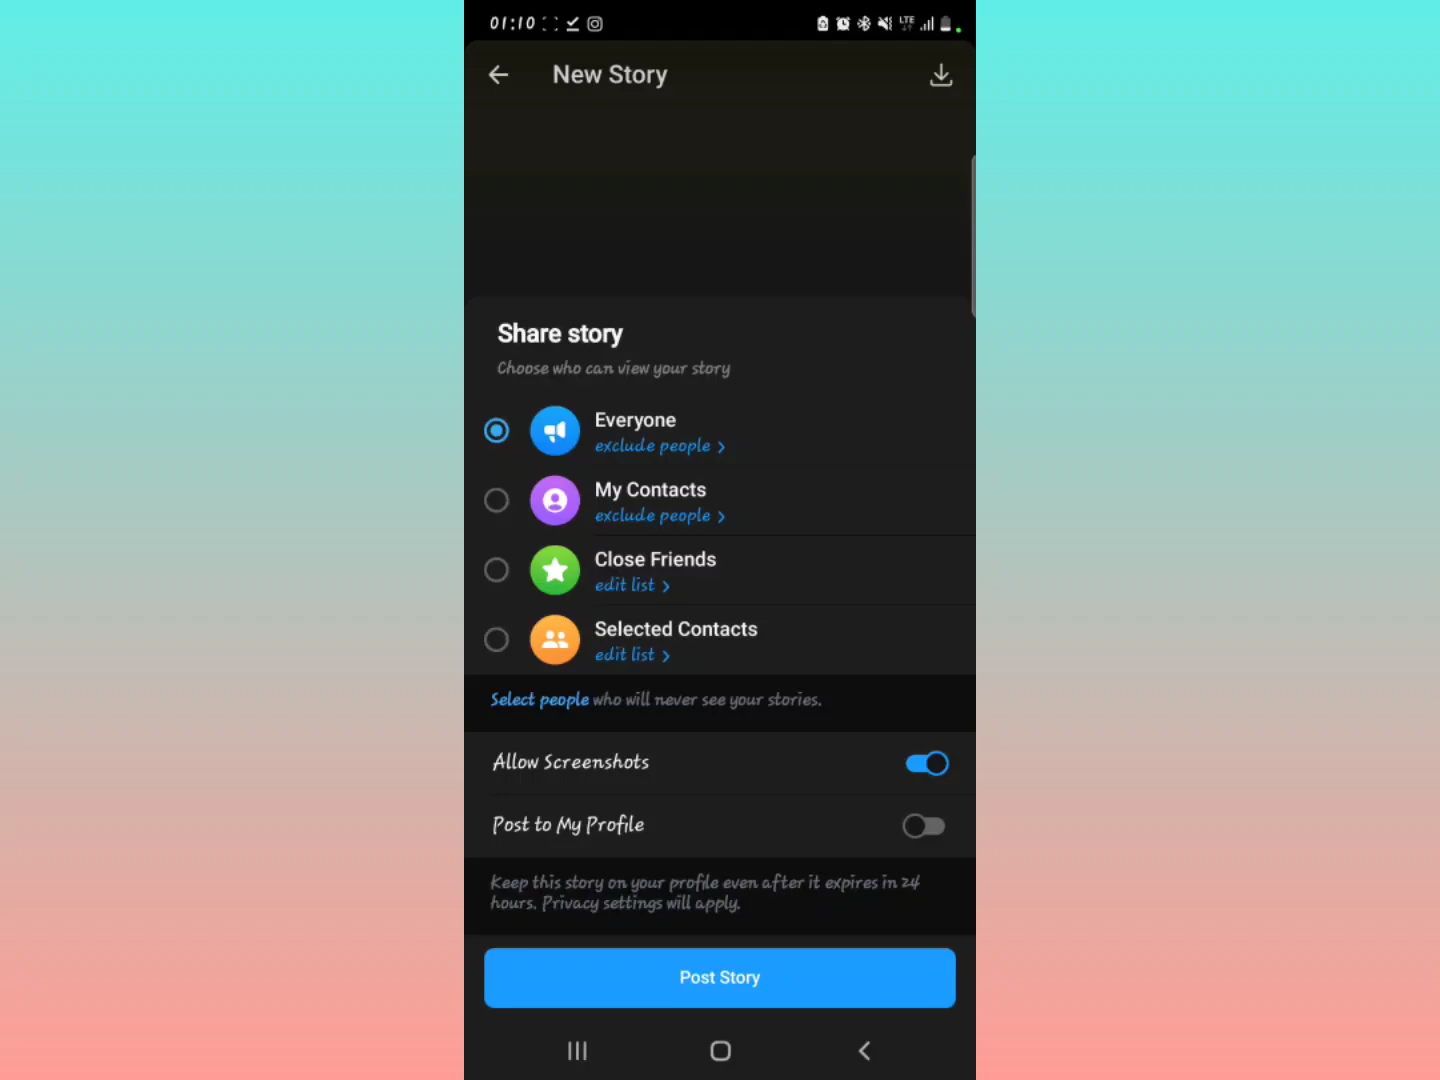 01:10
LTE
New Story
Share story
Choose who can view your story
Everyone
exclude people
My Contacts
exclude people
Close Friends
edit list
Selected Contacts
edit list
Select people who will never see your stories.
Allow Screenshots
Post to My Profile
Keep this story on your profile even after it expires in 24
hours. Privacy settings will apply.
Post Story